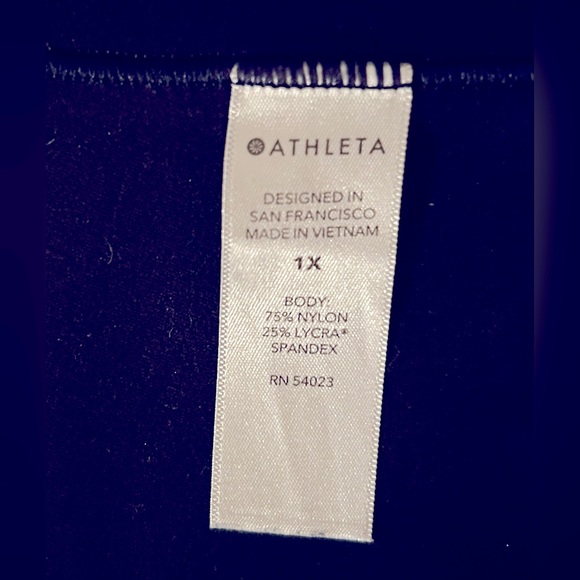 ATHLETA
DESIGNED IN
SAN FRANCISCO
MADE IN VIETNAM
1X
BODY:
75% NYLON
25% LYCRA®
SPANDEX
RN 54023